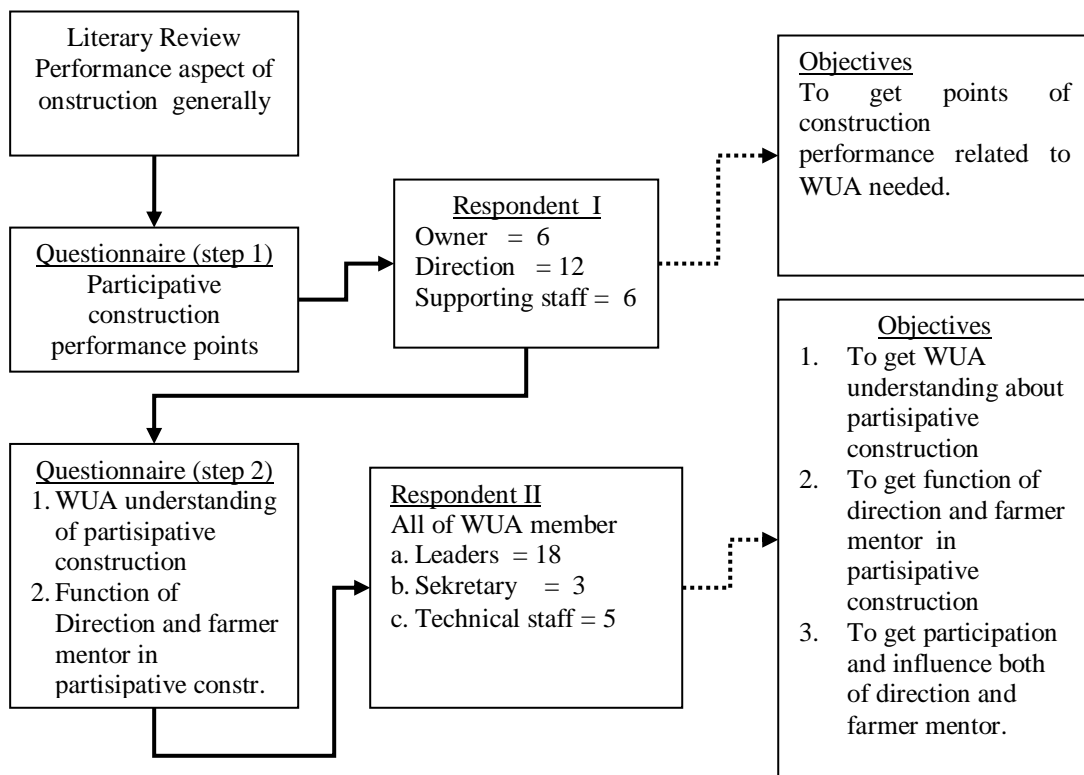 Literary Review
Performance aspect of
onstruction generally
Questionnaire (step 1)
Participative
construction
performance points
Respondent I
Owner = 6
Direction = 12
Supporting staff = 6
Objectives
To get points of
construction
performance related to
WUA needed.
Questionnaire (step 2)
1. WUA understanding
of partisipative
construction
2. Function of
Direction and farmer
mentor in
partisipative constr.
Respondent II
All of WUA member
a. Leaders = 18
b. Sekretary = 3
c. Technical staff = 5
Objectives
1. To get WUA
understanding about
partisipative
construction
2. To get function of
direction and farmer
mentor in
partisipative
construction
3. To get participation
and influence both
of direction and
farmer mentor.